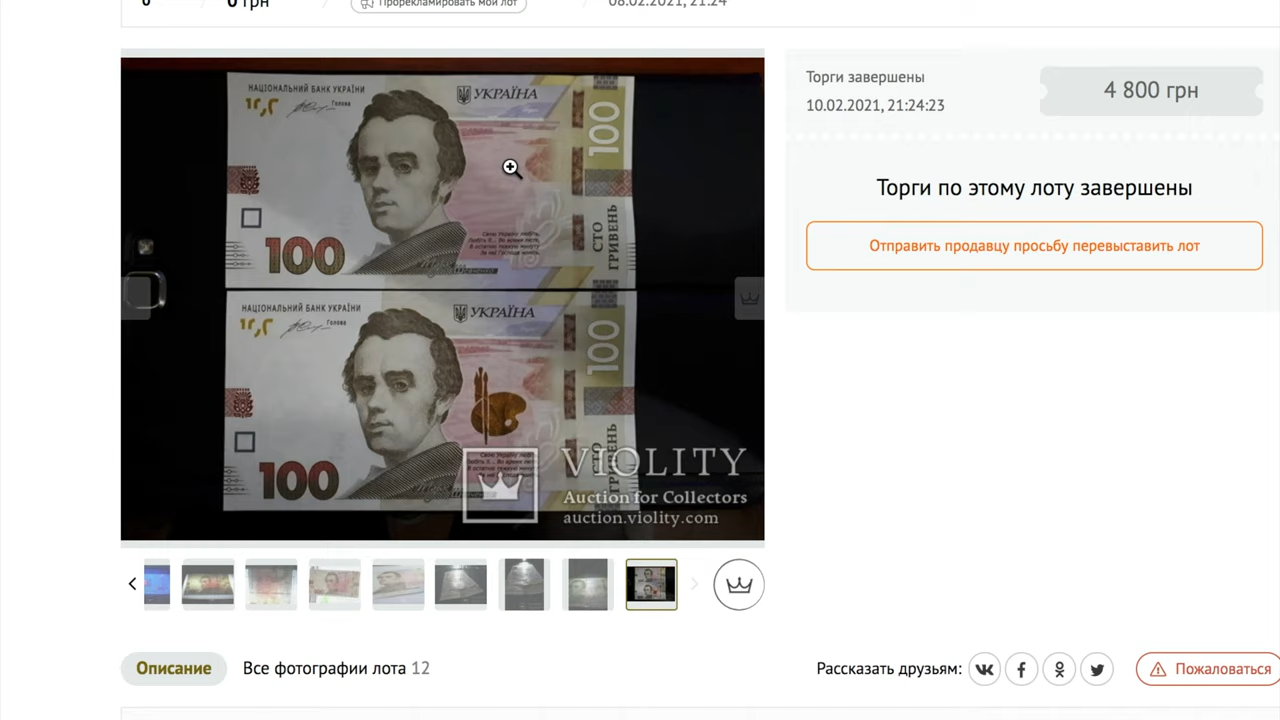 0 грн
Прорекламировать мой лот
08.02.2021, 21:24
НАЦІОНАЛЬНИЙ БАНК УКРАЇНИ
Голова
УКРАЇНА
100
СТО
ГРИВЕНЬ
100
НАЦІОНАЛЬНИЙ БАНК УКРАЇНИ
Голова
УКРАЇНА
100
СТО
ГРИВЕНЬ
100
VIOLITY
Auction for Collectors
auction.violity.com
Торги завершены
10.02.2021, 21:24:23
4 800 грн
Торги по этому лоту завершены
Отправить продавцу просьбу перевыставить лот
Описание
Все фотографии лота 12
Рассказать друзьям:
Пожаловаться